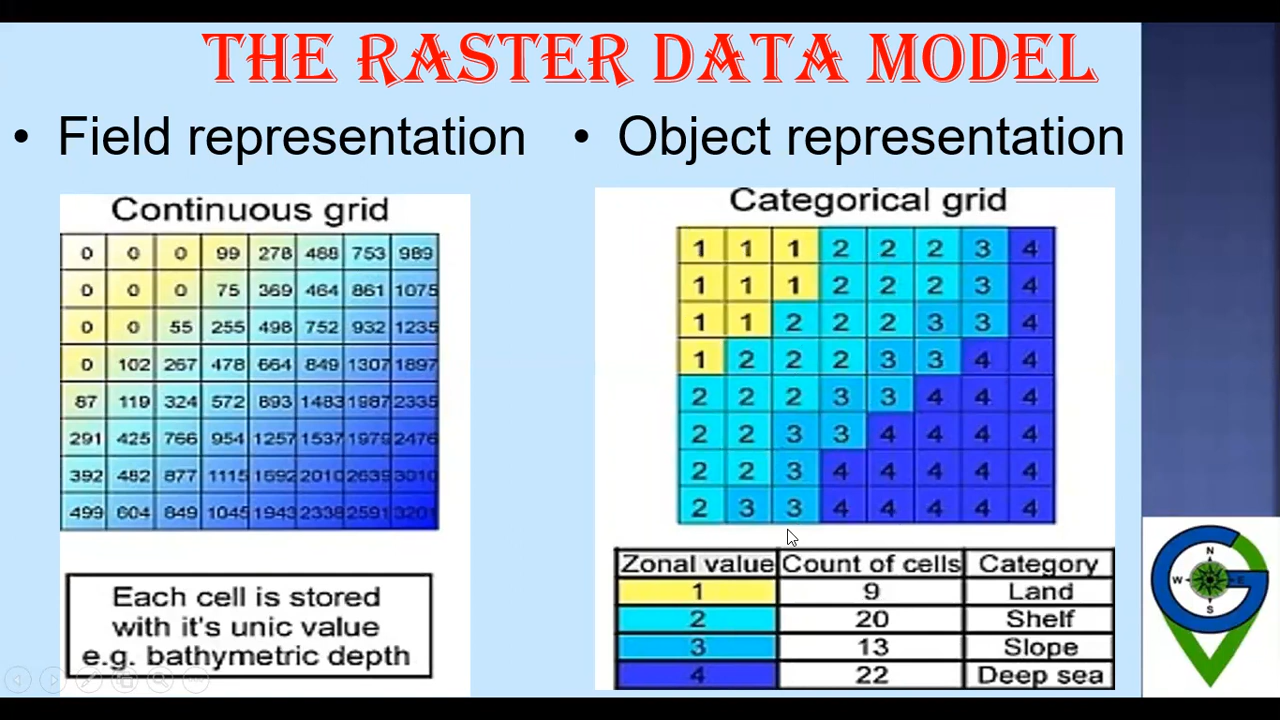 THE RASTER DATA MODEL
• Field representation
• Object representation
Continuous grid
0 0 0 99 278 488 753 989
0 0 0 75 369 464 861 1075
0 0 55 255 498 752 932 1235
0 102 267 478 664 849 1307 1897
87 119 324 572 893 1483 1987 2335
291 425 766 954 1257 1537 1979 2476
392 482 877 1115 1692 2010 2639 3010
499 604 849 1045 1943 2338 2591 3201
Each cell is stored
with it's unic value
e.g. bathymetric depth
Categorical grid
1 1 1 2 2 2 3 4
1 1 1 2 2 2 3 4
1 1 2 2 2 3 3 4
1 2 2 2 3 3 4 4
2 2 2 3 3 4 4 4
2 2 3 3 4 4 4 4
2 2 3 4 4 4 4 4
2 3 3 4 4 4 4 4
Zonal value Count of cells Category
1 9 Land
2 20 Shelf
3 13 Slope
4 22 Deep sea
N
W E
S